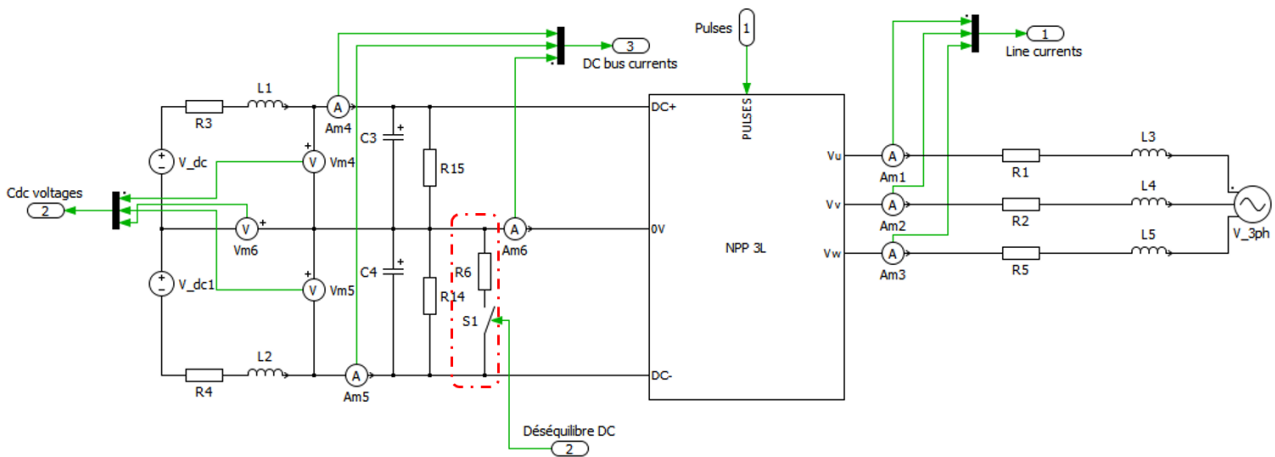 Pulses
1
3
DC bus currents
1
Line currents
L1
R3
Am4
DC+
PULSES
C3
R15
V_dc
Vm4
Vu
Am1
R1
L3
Cdc voltages
2
Vm6
Am6
0V
NPP 3L
Vv
Am2
R2
L4
V_3ph
Vw
Am3
R5
L5
V_dc1
Vm5
C4
R14
R6
S1
L2
R4
Am5
DC-
Déséquilibre DC
2